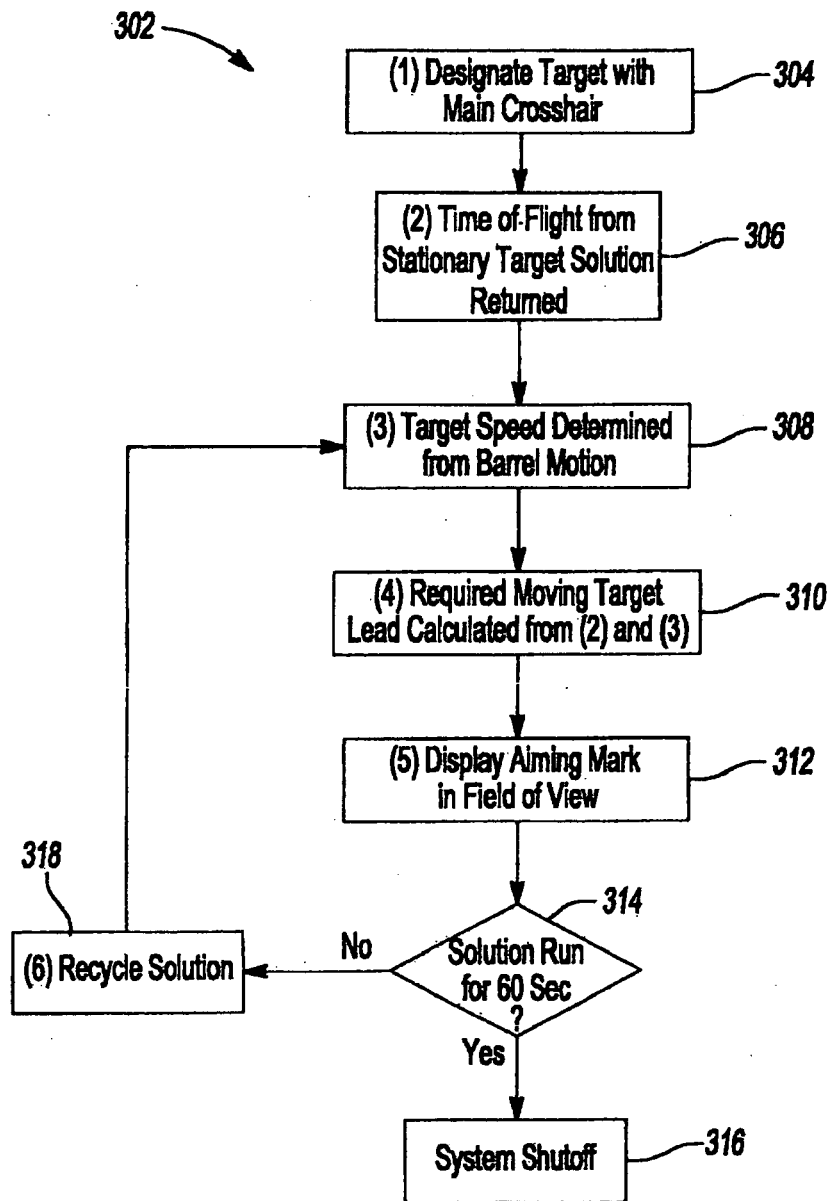 302
(1) Designate Target with
Main Crosshair
304
(2) Time of Flight from
Stationary Target Solution
Returned
306
(3) Target Speed Determined
from Barrel Motion
308
(4) Required Moving Target
Lead Calculated from (2) and (3)
310
(5) Display Aiming Mark
in Field of View
312
318
(6) Recycle Solution
No
314
Solution Run
for 60 Sec
?
Yes
System Shutoff
316